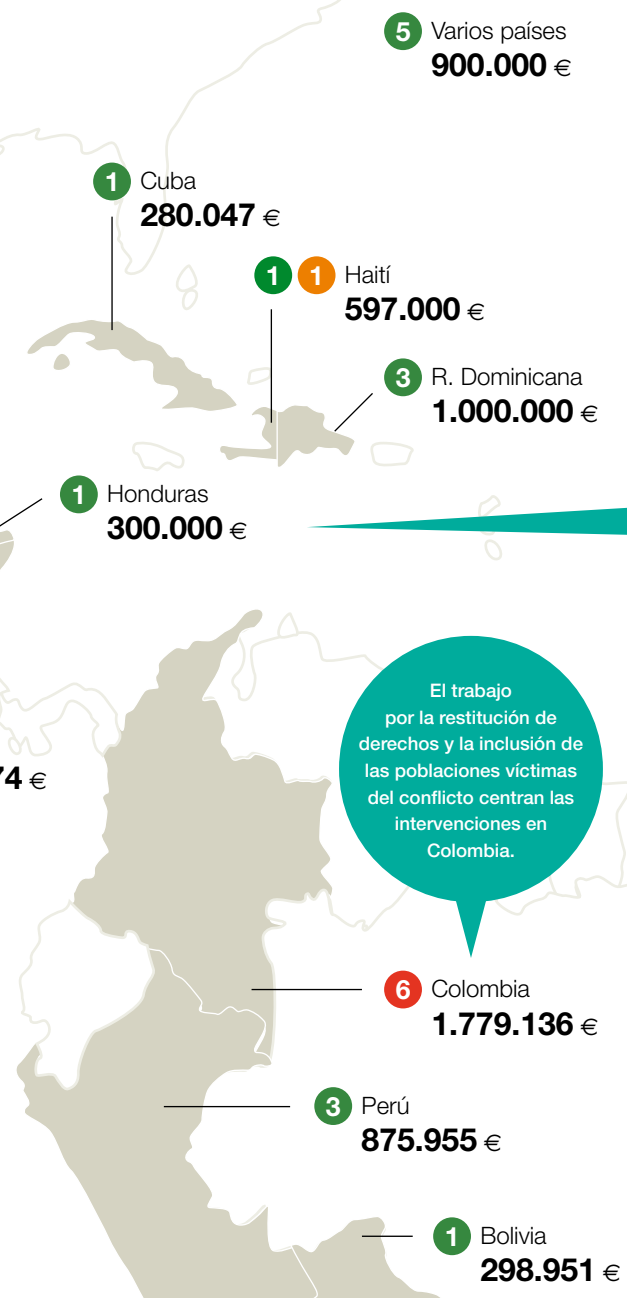 5 Varios países
900.000 €
1 Cuba
280.047 €
1 1 Haití
597.000 €
3 R. Dominicana
1.000.000 €
1 Honduras
300.000 €
El trabajo
por la restitución de
derechos y la inclusión de
las poblaciones víctimas
del conflicto centran las
intervenciones en
Colombia.
74 €
6 Colombia
1.779.136 €
3 Perú
875.955 €
1 Bolivia
298.951 €